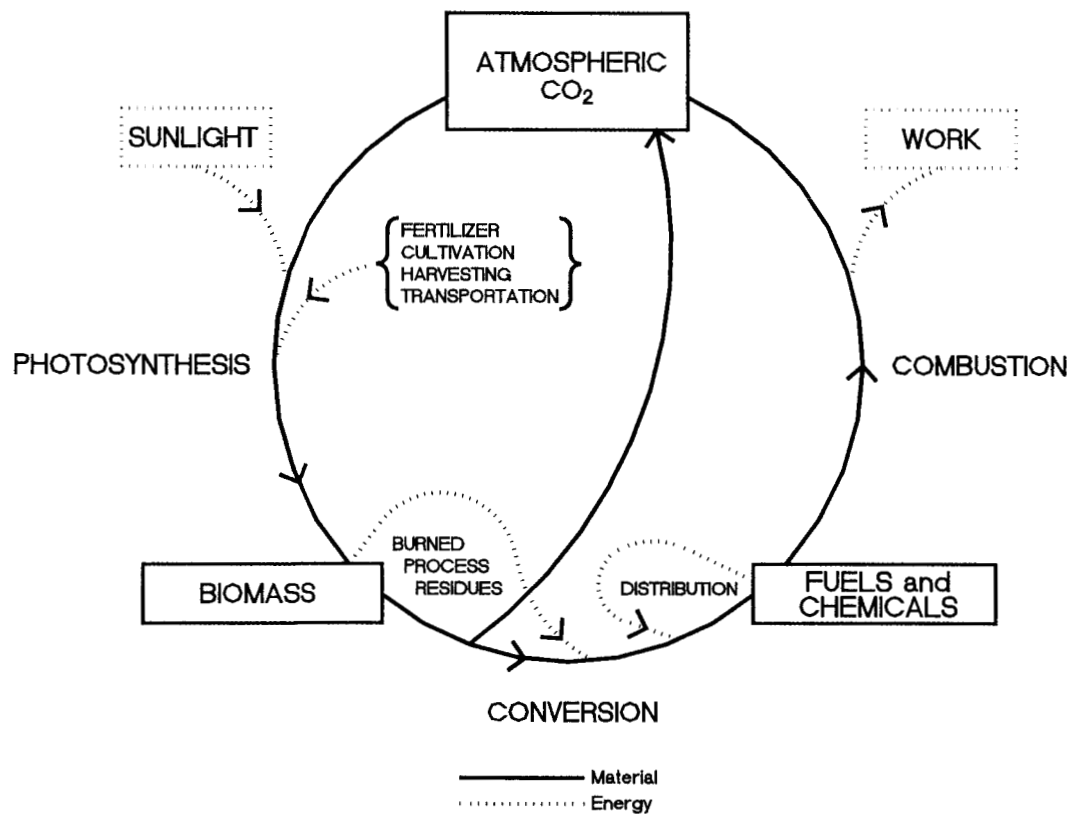 ATMOSPHERIC
CO₂
SUNLIGHT
WORK
FERTILIZER
CULTIVATION
HARVESTING
TRANSPORTATION
PHOTOSYNTHESIS
COMBUSTION
BURNED
PROCESS
RESIDUES
DISTRIBUTION
BIOMASS
FUELS and
CHEMICALS
CONVERSION
Material
Energy